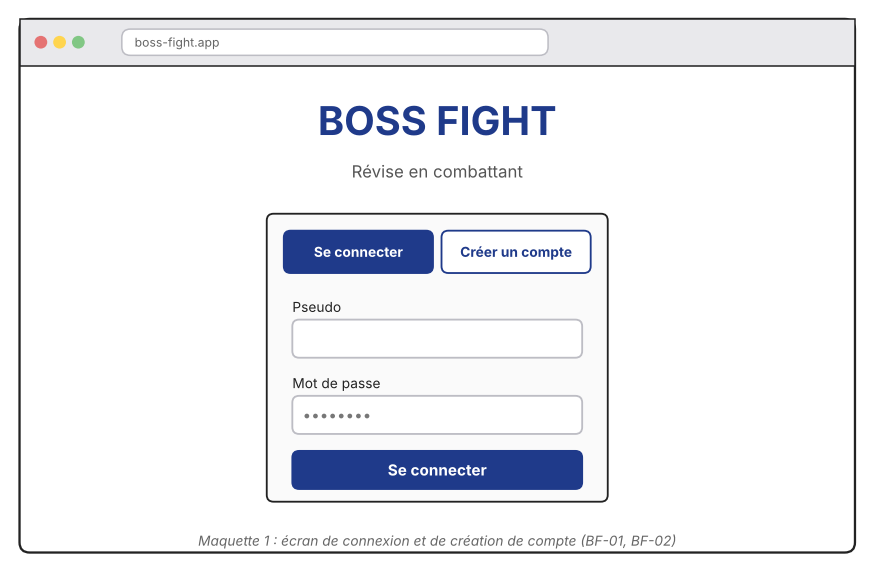 boss-fight.app
BOSS FIGHT
Révise en combattant
Se connecter
Créer un compte
Pseudo
Mot de passe
••••••••
Se connecter
Maquette 1 : écran de connexion et de création de compte (BF-01, BF-02)